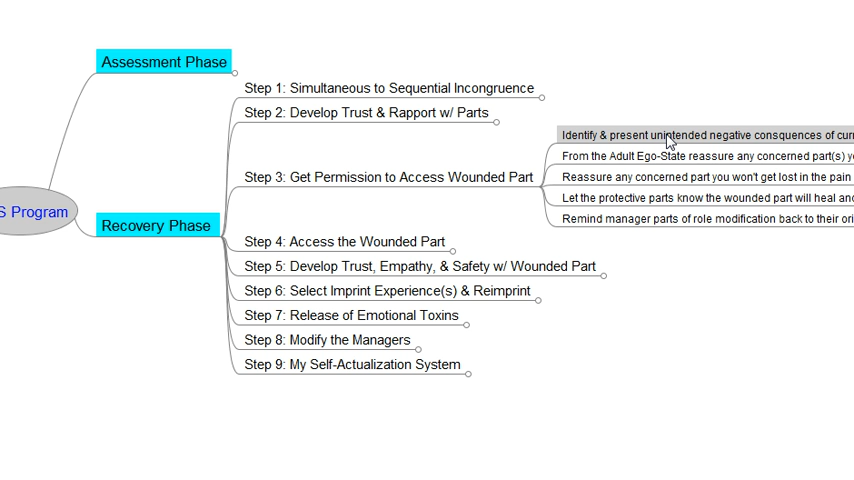 Assessment Phase
Step 1: Simultaneous to Sequential Incongruence
Step 2: Develop Trust & Rapport w/ Parts
Identify & present unintended negative consquences of
From the Adult Ego-State reassure any concerned part(s)
Step 3: Get Permission to Access Wounded Part
Reassure any concerned part you won't get lost in the pain
Let the protective parts know the wounded part will heal
Remind manager parts of role modification back to their
S Program
Recovery Phase
Step 4: Access the Wounded Part
Step 5: Develop Trust, Empathy, & Safety w/ Wounded Part
Step 6: Select Imprint Experience(s) & Reimprint
Step 7: Release of Emotional Toxins
Step 8: Modify the Managers
Step 9: My Self-Actualization System